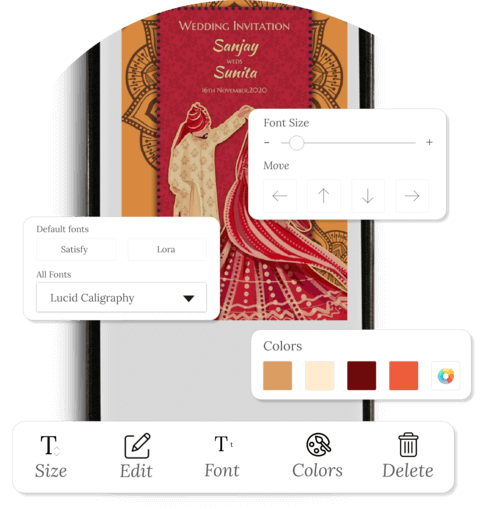 WEDDING INVITATION
Sanjay
WEDS
Sunita
16TH NOVEMBER,2020
Font Size
- +
Move
Default fonts
Satisfy Lora
All Fonts
Lucid Caligraphy
Colors
T
T t
Size Edit Font Colors Delete